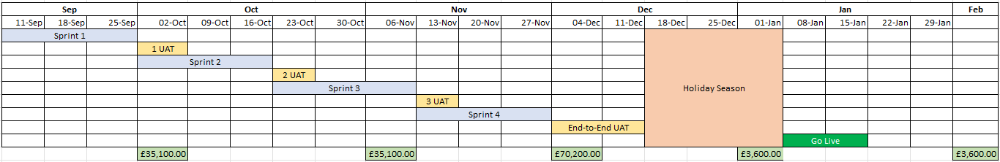 Sep Oct Nov Dec Jan Feb
11-Sep 18-Sep 25-Sep 02-Oct 09-Oct 16-Oct 23-Oct 30-Oct 06-Nov 13-Nov 20-Nov 27-Nov 04-Dec 11-Dec 18-Dec 25-Dec 01-Jan 08-Jan 15-Jan 22-Jan 29-Jan
Sprint 1
1 UAT
Sprint 2
2 UAT
Sprint 3 Holiday Season
3 UAT
Sprint 4
End-to-End UAT
Go Live
£35,100.00 £35,100.00 £70,200.00 £3,600.00 £3,600.00